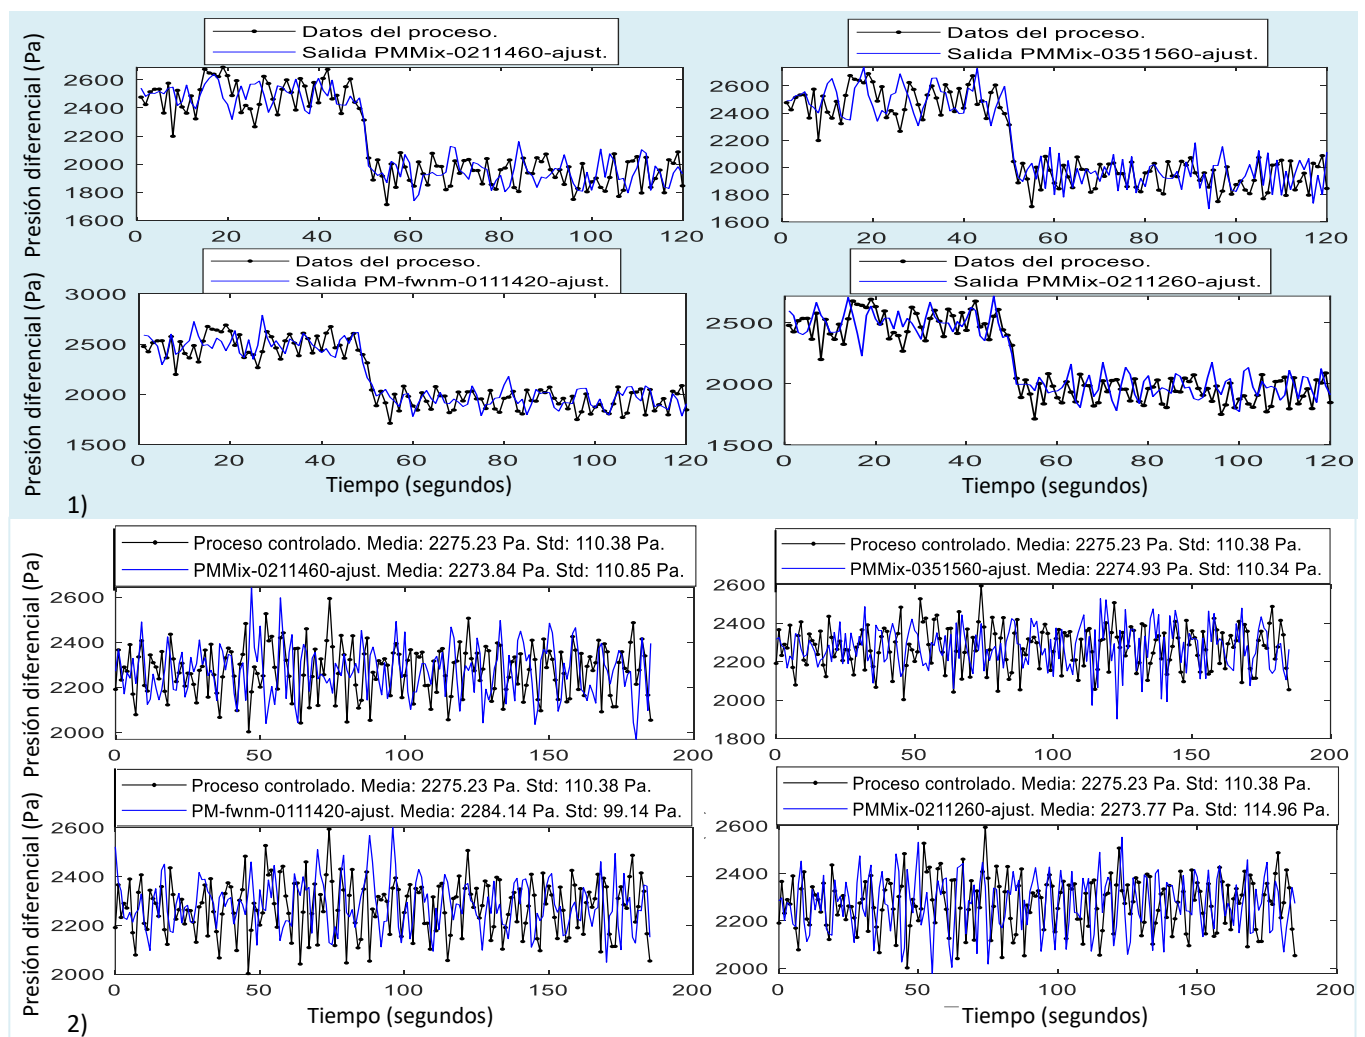 Datos del proceso.
Salida PMMix-0211460-ajust.
Datos del proceso.
Salida PMMix-0351560-ajust.
Presión diferencial (Pa)
2600
2400
2200
2000
1800
1600
0 20 40 60 80 100 120
2600
2400
2200
2000
1800
1600
0 20 40 60 80 100 120
Datos del proceso.
Salida PM-fwnm-0111420-ajust.
Datos del proceso.
Salida PMMix-0211260-ajust.
Presión diferencial (Pa)
3000
2500
2000
1500
0 20 40 60 80 100 120
2500
2000
1500
0 20 40 60 80 100 120
Tiempo (segundos)
Tiempo (segundos)
1)
Proceso controlado. Media: 2275.23 Pa. Std: 110.38 Pa.
PMMix-0211460-ajust. Media: 2273.84 Pa. Std: 110.85 Pa.
Proceso controlado. Media: 2275.23 Pa. Std: 110.38 Pa.
PMMix-0351560-ajust. Media: 2274.93 Pa. Std: 110.34 Pa.
Presión diferencial (Pa)
2600
2400
2200
2000
0 50 100 150 200
2600
2400
2200
2000
1800
0 50 100 150 200
Proceso controlado. Media: 2275.23 Pa. Std: 110.38 Pa.
PM-fwnm-0111420-ajust. Media: 2284.14 Pa. Std: 99.14 Pa.
Proceso controlado. Media: 2275.23 Pa. Std: 110.38 Pa.
PMMix-0211260-ajust. Media: 2273.77 Pa. Std: 114.96 Pa.
Presión diferencial (Pa)
2600
2400
2200
2000
0 50 100 150 200
2600
2400
2200
2000
0 50 100 150 200
Tiempo (segundos)
Tiempo (segundos)
2)